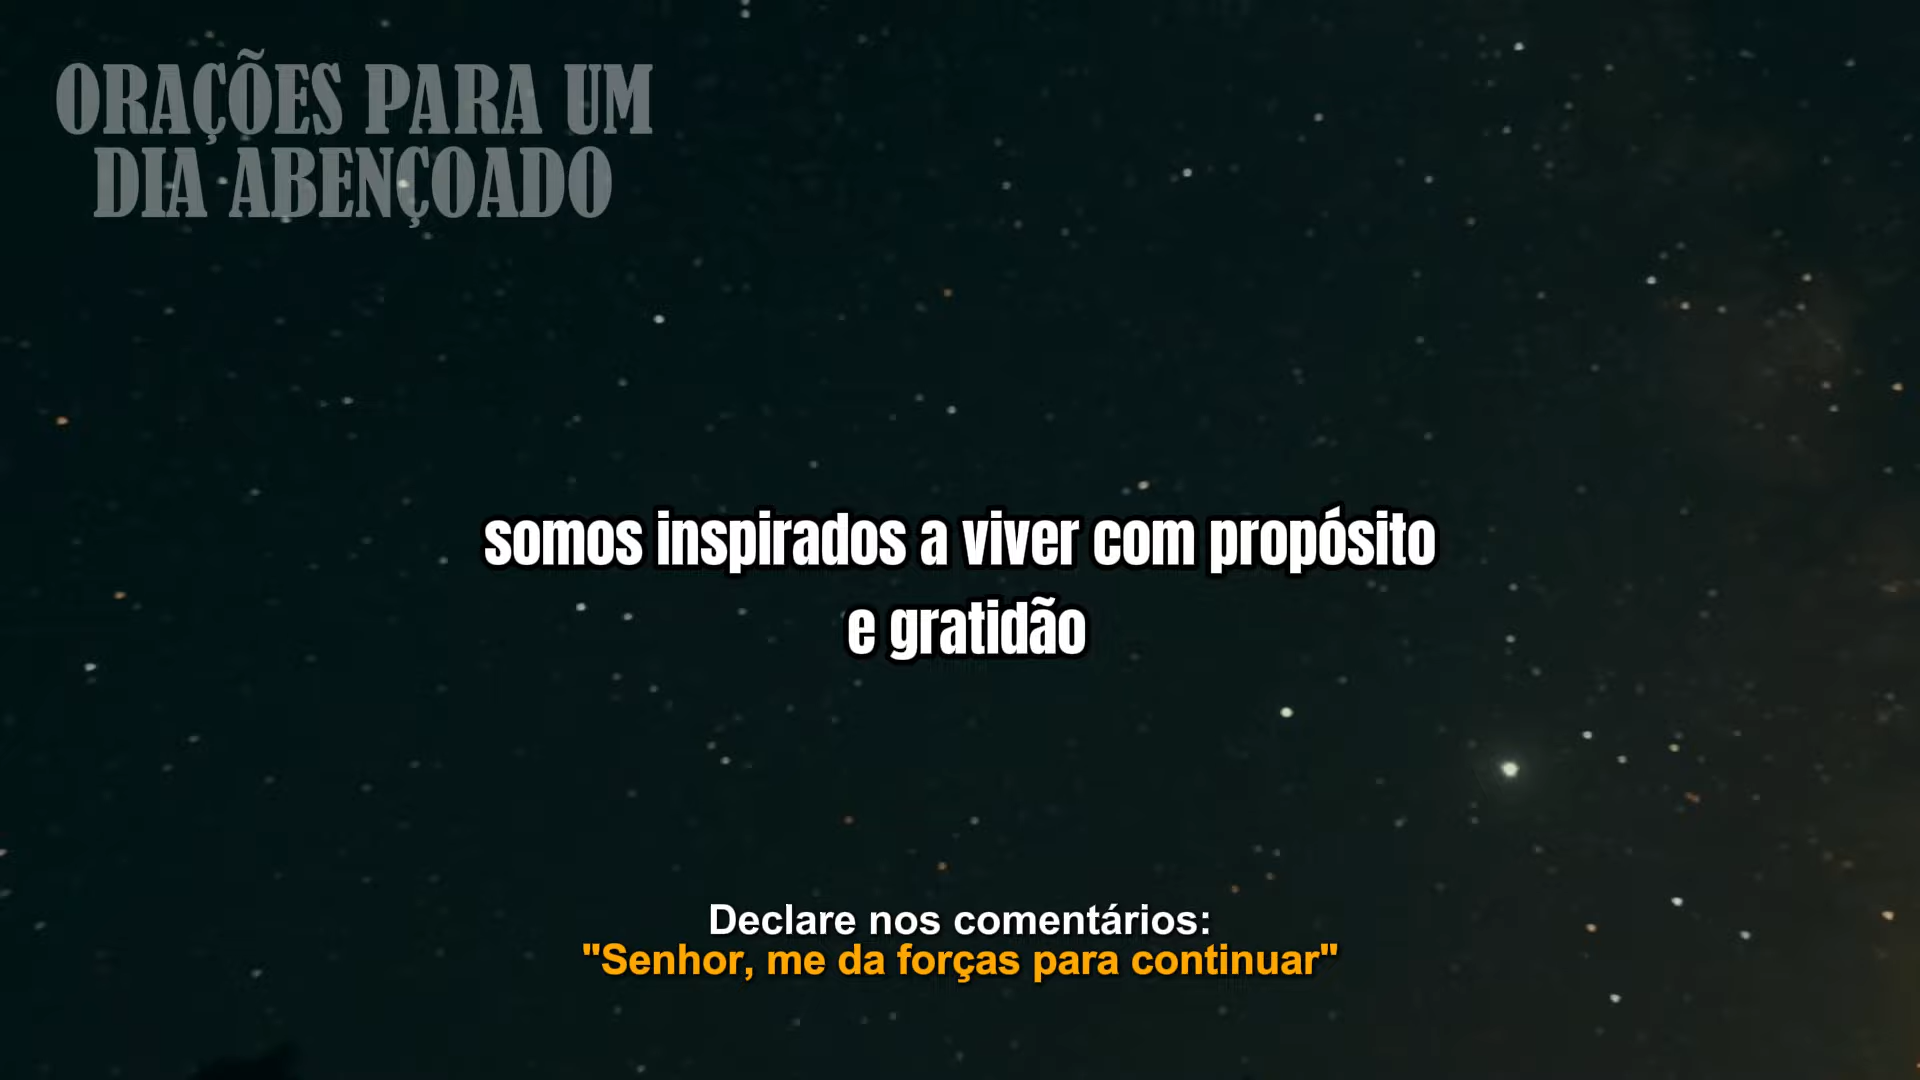 ORAÇÕES PARA UM
DIA ABENÇOADO
somos inspirados a viver com propósito
e gratidão
Declare nos comentários:
"Senhor, me da forças para continuar"